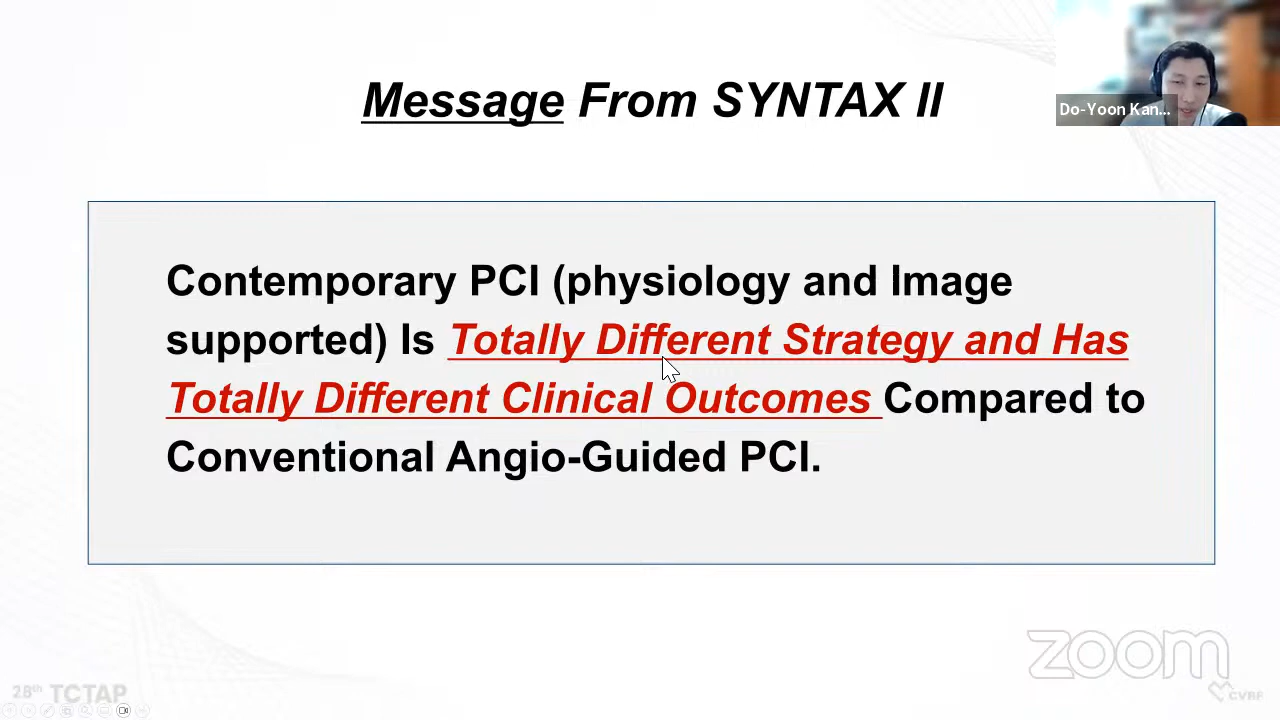 Message From SYNTAX II
Do-Yoon Kan...
Contemporary PCI (physiology and Image
supported) Is Totally Different Strategy and Has
Totally Different Clinical Outcomes Compared to
Conventional Angio-Guided PCI.
zoom
28th TCTAP
CVRF